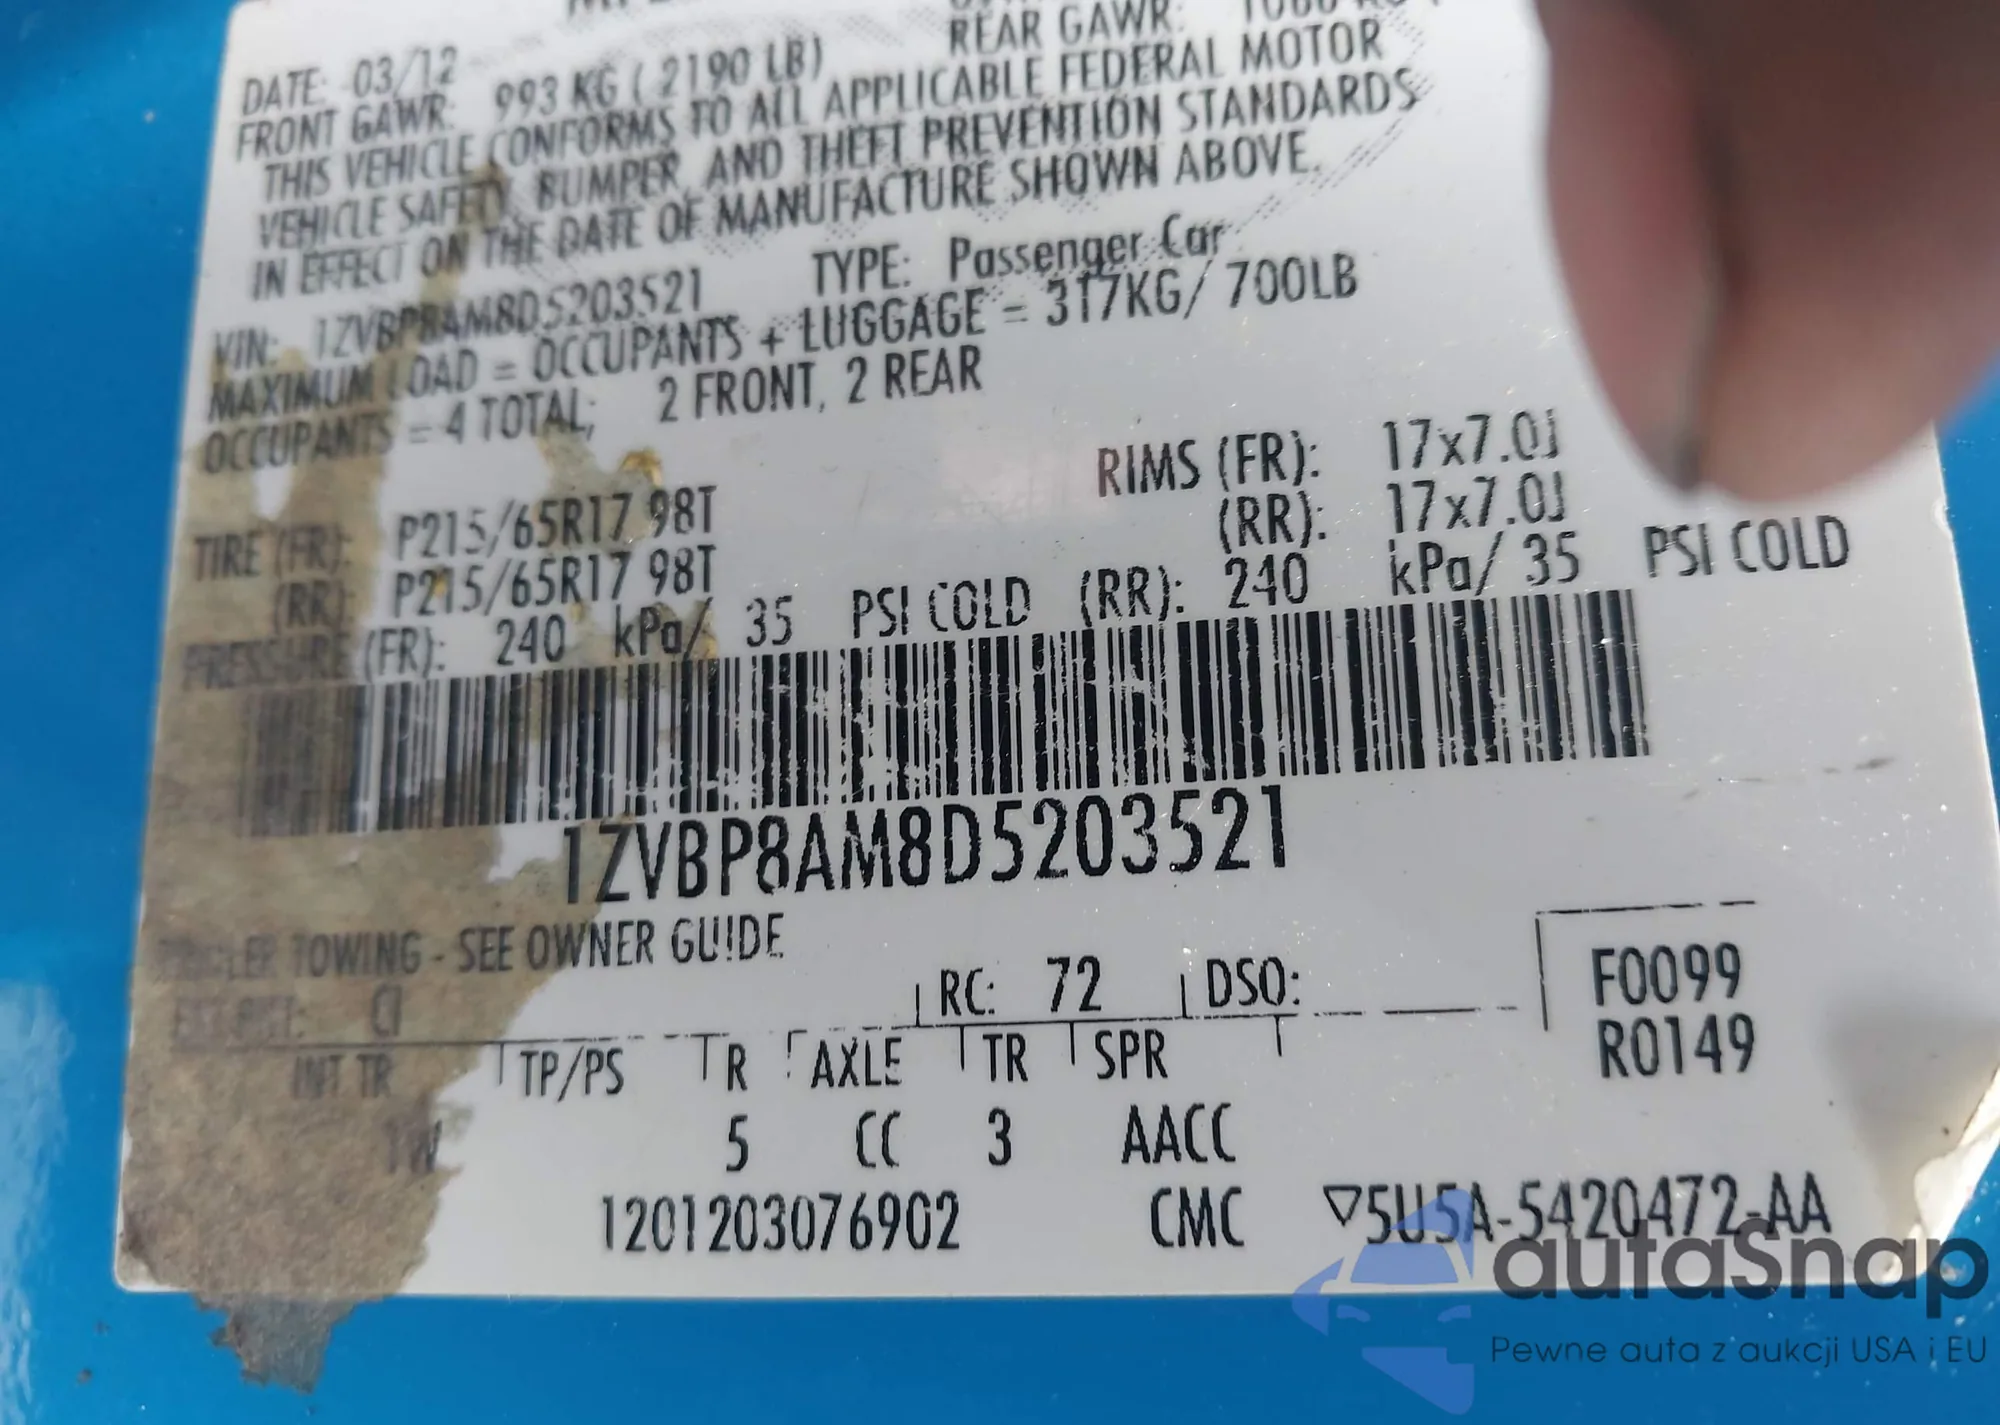 REAR GAWR:
DATE: 03/12
FRONT GAWR: 993 KG ( 2190 LB)
THIS VEHICLE CONFORMS TO ALL APPLICABLE FEDERAL MOTOR
VEHICLE SAFETY, BUMPER, AND THEFT PREVENTION STANDARDS
IN EFFECT ON THE DATE OF MANUFACTURE SHOWN ABOVE.
VIN: 1ZVBP8AM8D5203521 TYPE: Passenger Car
MAXIMUM LOAD = OCCUPANTS + LUGGAGE = 317KG/ 700LB
OCCUPANTS = 4 TOTAL; 2 FRONT, 2 REAR
TIRE (FR): P215/65R17 98T RIMS (FR): 17x7.0J
(RR): P215/65R17 98T (RR): 17x7.0J
PRESSURE (FR): 240 kPa/ 35 PSI COLD (RR): 240 kPa/ 35 PSI COLD
1ZVBP8AM8D5203521
TRAILER TOWING - SEE OWNER GUIDE
CI RC: 72 DSO: F0099
R0149
INT TR TP/PS R AXLE TR SPR
TW 5 CC 3 AACC
1201203076902 CMC ▽5U5A-5420472-AA
autaSnap
Pewne auta z aukcji USA i EU